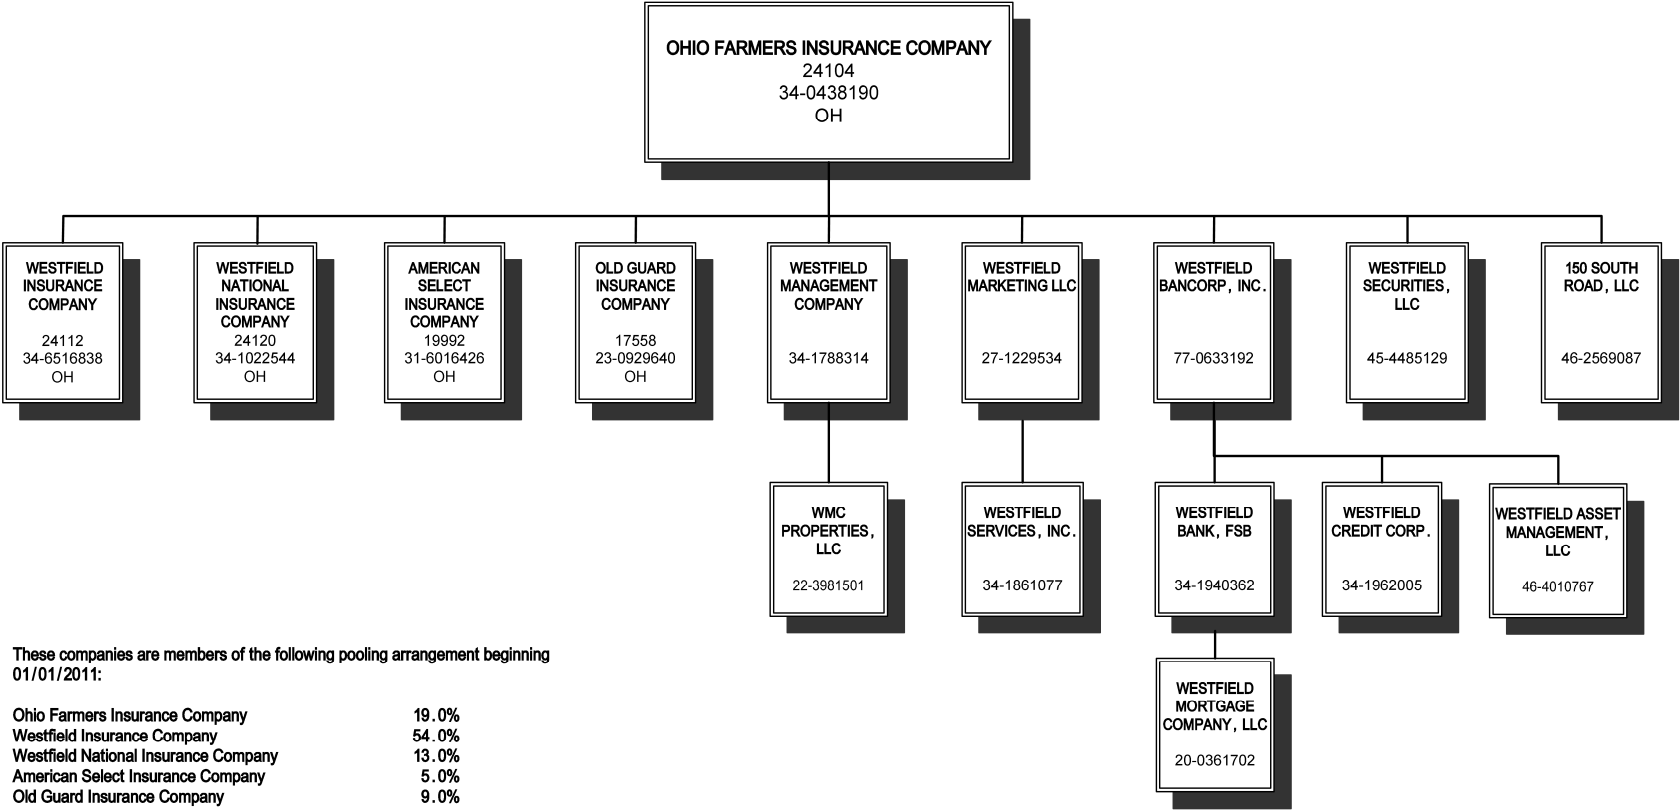 OHIO FARMERS INSURANCE COMPANY
24104
34-0438190
OH
WESTFIELD
INSURANCE
COMPANY
24112
34-6516838
OH
WESTFIELD
NATIONAL
INSURANCE
COMPANY
24120
34-1022544
OH
AMERICAN
SELECT
INSURANCE
COMPANY
19992
31-6016426
OH
OLD GUARD
INSURANCE
COMPANY
17558
23-0929640
OH
WESTFIELD
MANAGEMENT
COMPANY
34-1788314
WESTFIELD
MARKETING LLC
27-1229534
WESTFIELD
BANCORP, INC.
77-0633192
WESTFIELD
SECURITIES,
LLC
45-4485129
150 SOUTH
ROAD, LLC
46-2569087
WMC
PROPERTIES,
LLC
22-3981501
WESTFIELD
SERVICES, INC.
34-1861077
WESTFIELD
BANK, FSB
34-1940362
WESTFIELD
CREDIT CORP.
34-1962005
WESTFIELD ASSET
MANAGEMENT,
LLC
46-4010767
WESTFIELD
MORTGAGE
COMPANY, LLC
20-0361702
These companies are members of the following pooling arrangement beginning
01/01/2011:
Ohio Farmers Insurance Company 19.0%
Westfield Insurance Company 54.0%
Westfield National Insurance Company 13.0%
American Select Insurance Company 5.0%
Old Guard Insurance Company 9.0%